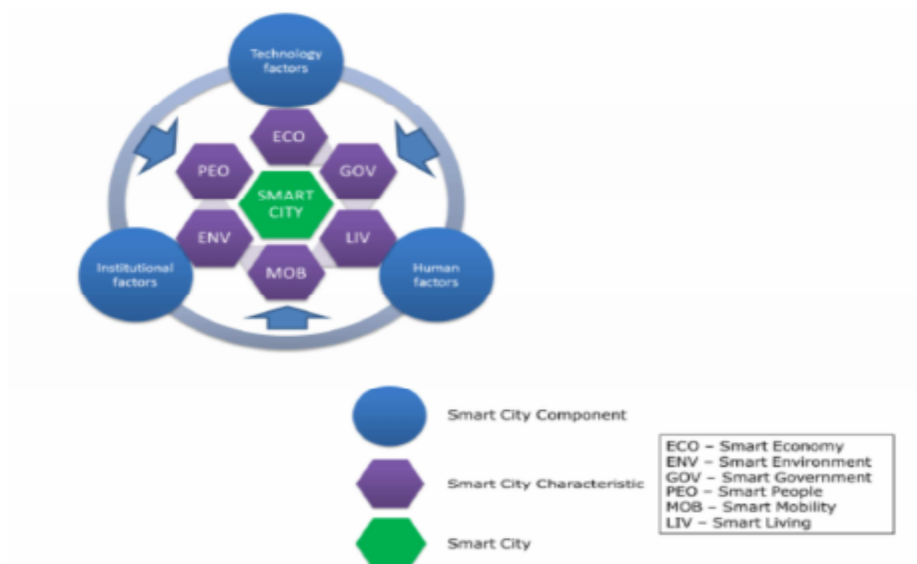 Technology
factors
ECO
PEO
GOV
SMART
CITY
ENV
LIV
MOB
Institutional
factors
Human
factors
Smart City Component
Smart City Characteristic
Smart City
ECO – Smart Economy
ENV – Smart Environment
GOV – Smart Government
PEO – Smart People
MOB – Smart Mobility
LIV – Smart Living